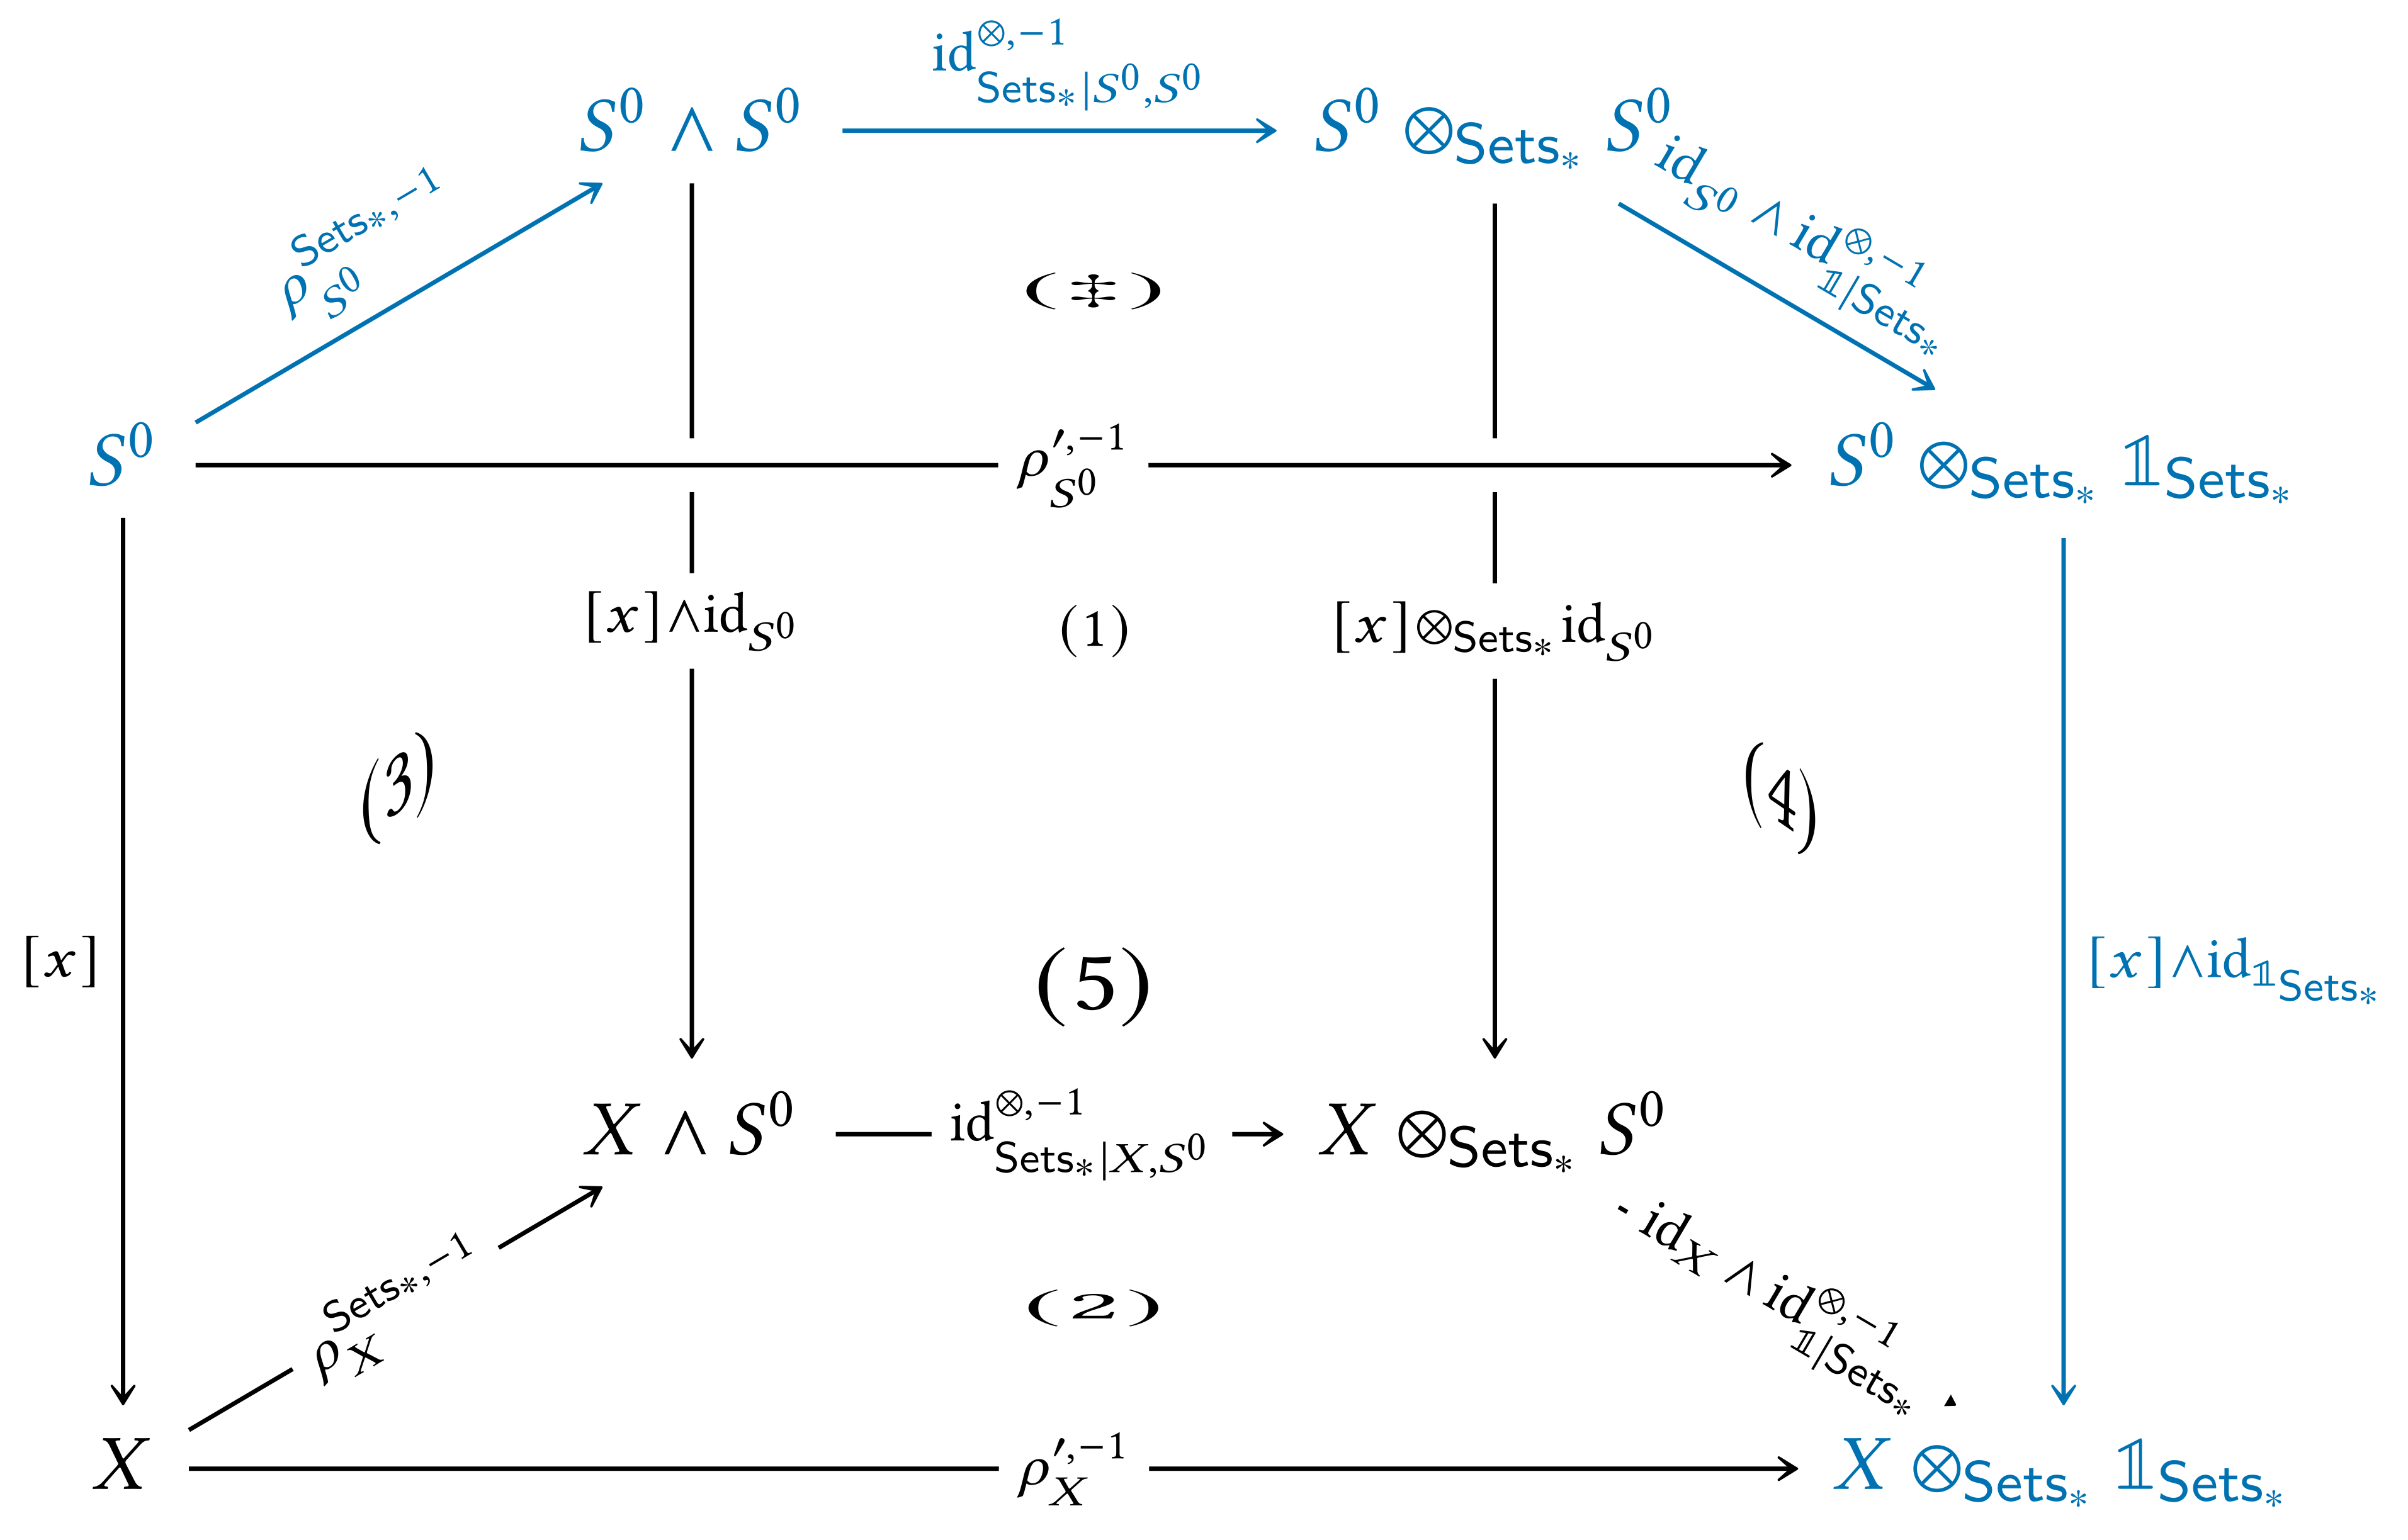 id^{⊗,−1}_{Sets_*|S^0,S^0}
S^0 ∧ S^0
S^0 ⊗_{Sets_*} S^0
ρ^{Sets_*,−1}_{S^0}
id_{S^0} ∧ id^{⊗,−1}_{𝟙|Sets_*}
(‡)
S^0
ρ^{′,−1}_{S^0}
S^0 ⊗_{Sets_*} 𝟙_{Sets_*}
[x]∧id_{S^0}
(1)
[x]⊗_{Sets_*}id_{S^0}
(3)
(4)
[x]
(5)
[x]∧id_{𝟙_{Sets_*}}
X ∧ S^0
id^{⊗,−1}_{Sets_*|X,S^0}
X ⊗_{Sets_*} S^0
ρ^{Sets_*,−1}_X
(2)
id_X ∧ id^{⊗,−1}_{𝟙|Sets_*}
X
ρ^{′,−1}_X
X ⊗_{Sets_*} 𝟙_{Sets_*}